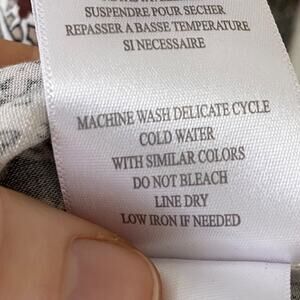 SUSPENDRE POUR SECHER
REPASSER A BASSE TEMPERATURE
SI NECESSAIRE
MACHINE WASH DELICATE CYCLE
COLD WATER
WITH SIMILAR COLORS
DO NOT BLEACH
LINE DRY
LOW IRON IF NEEDED